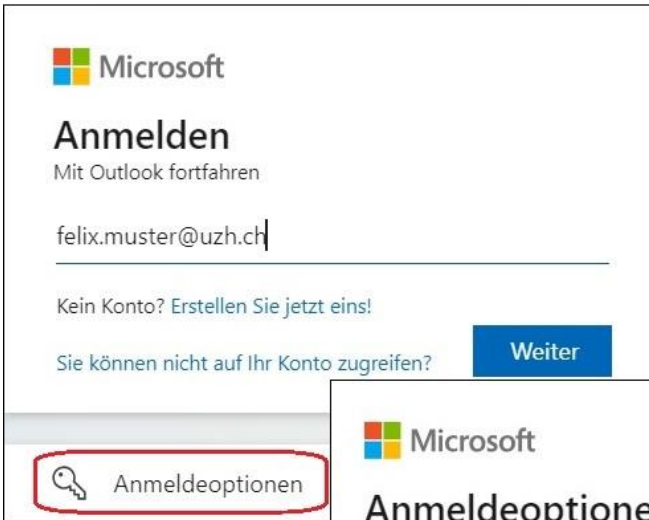 Microsoft
Anmelden
Mit Outlook fortfahren
felix.muster@uzh.ch
Kein Konto? Erstellen Sie jetzt eins!
Sie können nicht auf Ihr Konto zugreifen?
Weiter
Anmeldeoptionen
Microsoft
Anmeldeoptione